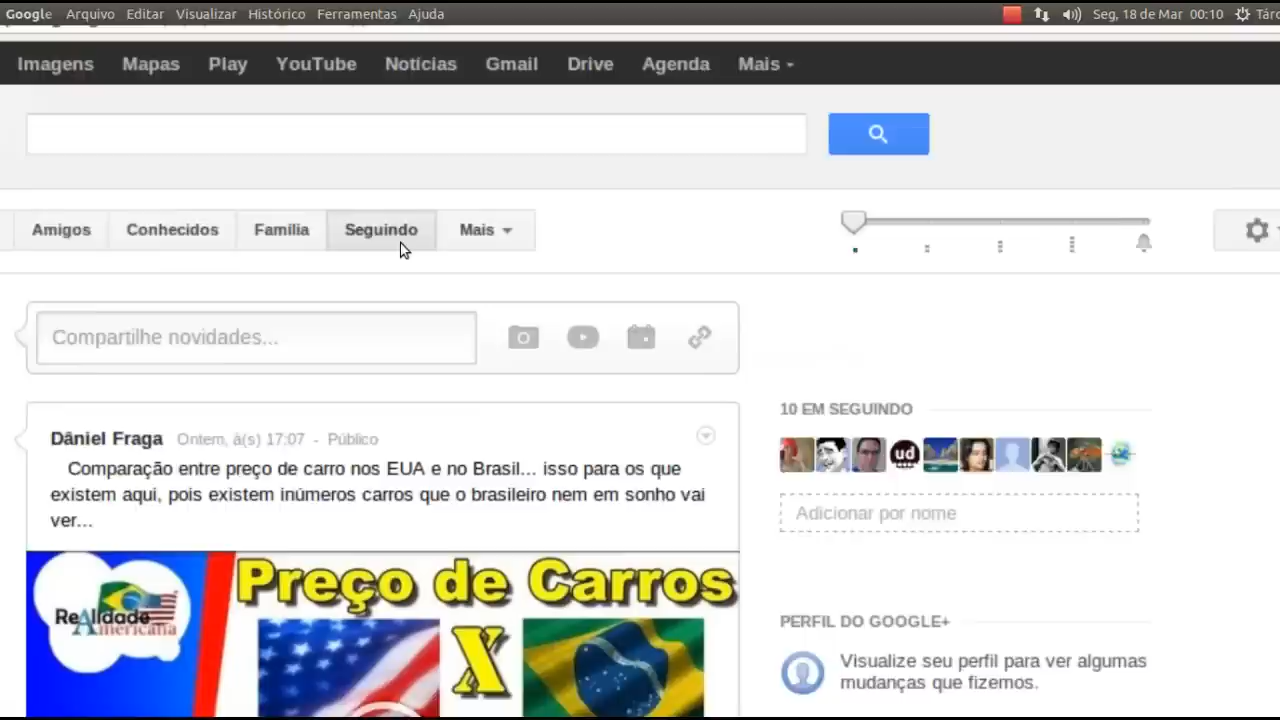 Google Arquivo Editar Visualizar Histórico Ferramentas Ajuda Seg, 18 de Mar 00:10
Imagens Mapas Play YouTube Notícias Gmail Drive Agenda Mais
Amigos Conhecidos Família Seguindo Mais
Compartilhe novidades...
10 EM SEGUINDO
Dâniel Fraga Ontem, à(s) 17:07 - Público
ud
Comparação entre preço de carro nos EUA e no Brasil... isso para os que
existem aqui, pois existem inúmeros carros que o brasileiro nem em sonho vai
ver...
Adicionar por nome
Preço de Carros
Realidade
Americana
X
PERFIL DO GOOGLE+
Visualize seu perfil para ver algumas
mudanças que fizemos.